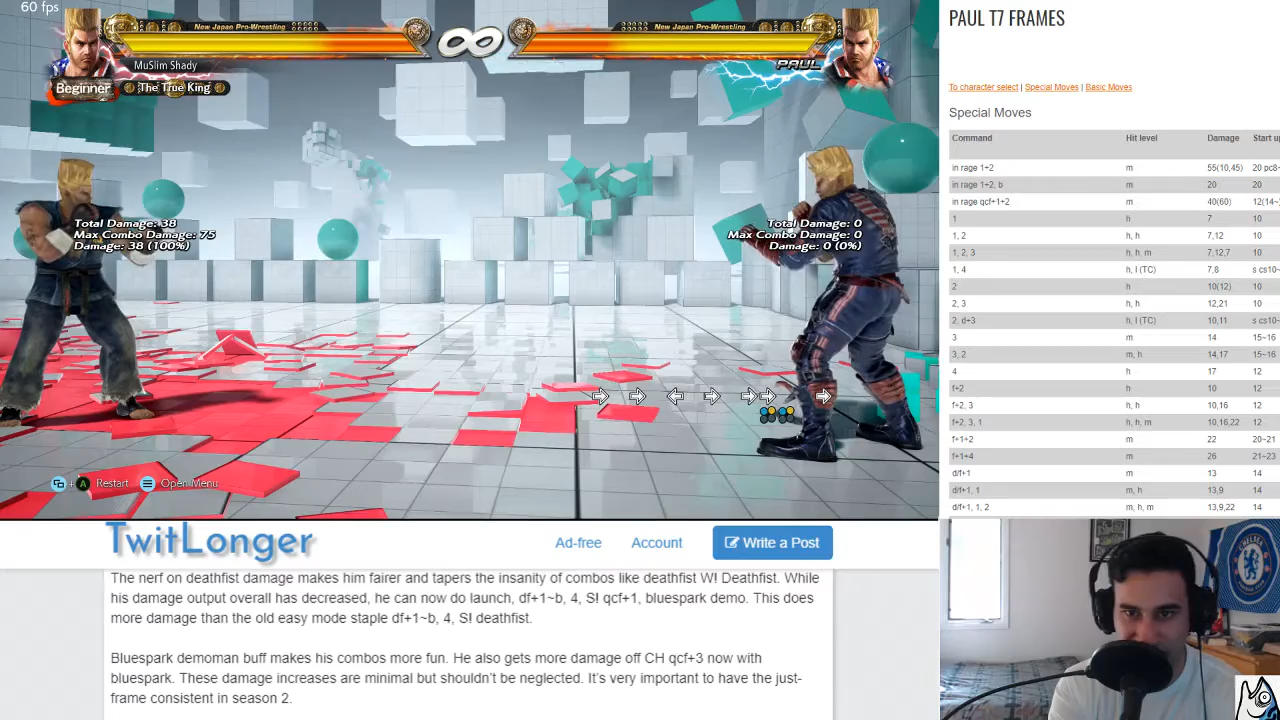 60 fps
New Japan Pro-Wrestling
New Japan Pro-Wrestling
MuSlim Shady
PAUL
Beginner
The True King
Total Damage: 38
Max Combo Damage: 75
Damage: 38 (100%)
Total Damage: 0
Max Combo Damage: 0
Damage: 0 (0%)
+ A Restart
Open Menu
PAUL T7 FRAMES
To character select | Special Moves | Basic Moves
Special Moves
Command Hit level Damage Start up
in rage 1+2 m 55(10,45) 20 pc8~
in rage 1+2, b m 20 20
in rage qcf+1+2 m 40(60) 12(14~
1 h 7 10
1, 2 h, h 7,12 10
1, 2, 3 h, h, m 7,12,7 10
1, 4 h, l (TC) 7,8 s cs10~
2 h 10(12) 10
2, 3 h, h 12,21 10
2, d+3 h, l (TC) 10,11 s cs10~
3 m 14 15~16
3, 2 m, h 14,17 15~16
4 h 17 12
f+2 h 10 12
f+2, 3 h, h 10,16 12
f+2, 3, 1 h, h, m 10,16,22 12
f+1+2 m 22 20~21
f+1+4 m 26 21~23
d/f+1 m 13 14
d/f+1, 1 m, h 13,9 14
d/f+1, 1, 2 m, h, m 13,9,22 14
TwitLonger
Ad-free Account Write a Post
The nerf on deathfist damage makes him fairer and tapers the insanity of combos like deathfist W! Deathfist. While
his damage output overall has decreased, he can now do launch, df+1~b, 4, S! qcf+1, bluespark demo. This does
more damage than the old easy mode staple df+1~b, 4, S! deathfist.
Bluespark demoman buff makes his combos more fun. He also gets more damage off CH qcf+3 now with
bluespark. These damage increases are minimal but shouldn't be neglected. It's very important to have the just-
frame consistent in season 2.
CHELSEA